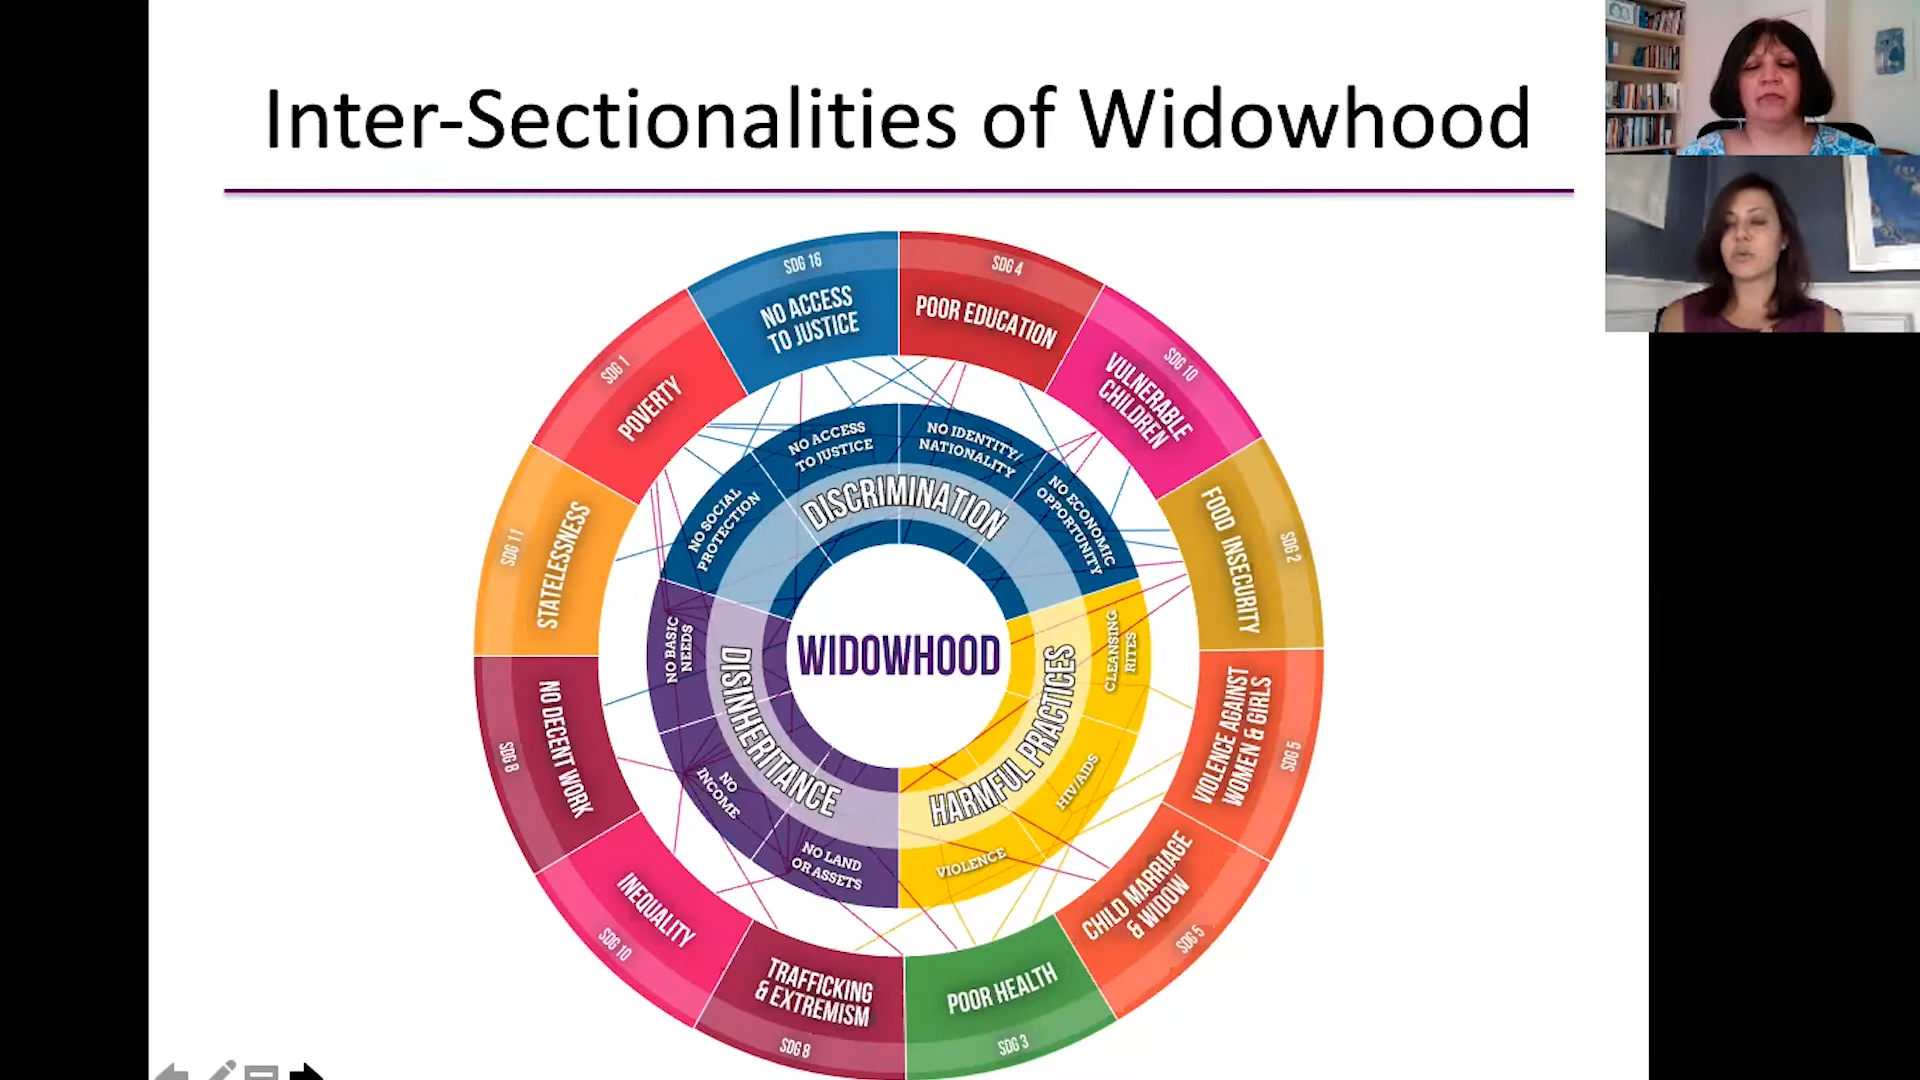 Inter-Sectionalities of Widowhood
SDG 16
NO ACCESS
TO JUSTICE
SDG 4
POOR EDUCATION
SDG 10
VULNERABLE
CHILDREN
SDG 2
FOOD INSECURITY
SDG 5
VIOLENCE AGAINST
WOMEN & GIRLS
SDG 5
CHILD MARRIAGE
& WIDOW
SDG 3
POOR HEALTH
SDG 8
TRAFFICKING
& EXTREMISM
SDG 10
INEQUALITY
SDG 8
NO DECENT WORK
SDG 11
STATELESSNESS
SDG 1
POVERTY
NO ACCESS
TO JUSTICE
NO IDENTITY/
NATIONALITY
NO ECONOMIC
OPPORTUNITY
NO SOCIAL
PROTECTION
DISCRIMINATION
CLEANSING
RITES
HIV/AIDS
VIOLENCE
HARMFUL PRACTICES
NO LAND
OR ASSETS
NO
INCOME
NO BASIC
NEEDS
DISINHERITANCE
WIDOWHOOD